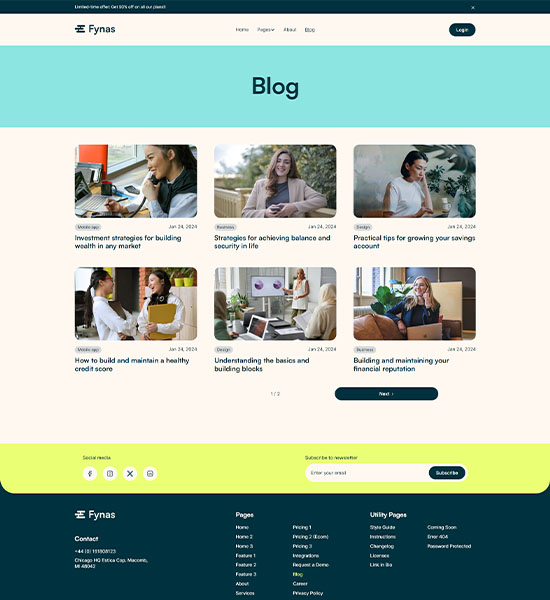 Limited-time offer! Get 50% off on all our plans!
Fynas
Home Pages About Blog
Login
Blog
Mobile app Jan 24, 2024
Investment strategies for building
wealth in any market
Business Jan 24, 2024
Strategies for achieving balance and
security in life
Design Jan 24, 2024
Practical tips for growing your savings
account
Mobile app Jan 24, 2024
How to build and maintain a healthy
credit score
Design Jan 24, 2024
Understanding the basics and
building blocks
Business Jan 24, 2024
Building and maintaining your
financial reputation
1 / 2
Next
Social media
Subscribe to newsletter
Enter your email
Subscribe
Fynas
Contact
+44 (0) 151808123
Chicago HQ Estica Cop. Macomb,
MI 48042
Pages
Home
Home 2
Home 3
Feature 1
Feature 2
Feature 3
About
Services
Pricing 1
Pricing 2 (Ecom)
Pricing 3
Integrations
Request a Demo
Blog
Career
Privacy Policy
Utility Pages
Style Guide
Instructions
Changelog
Licenses
Link in Bio
Coming Soon
Error 404
Password Protected